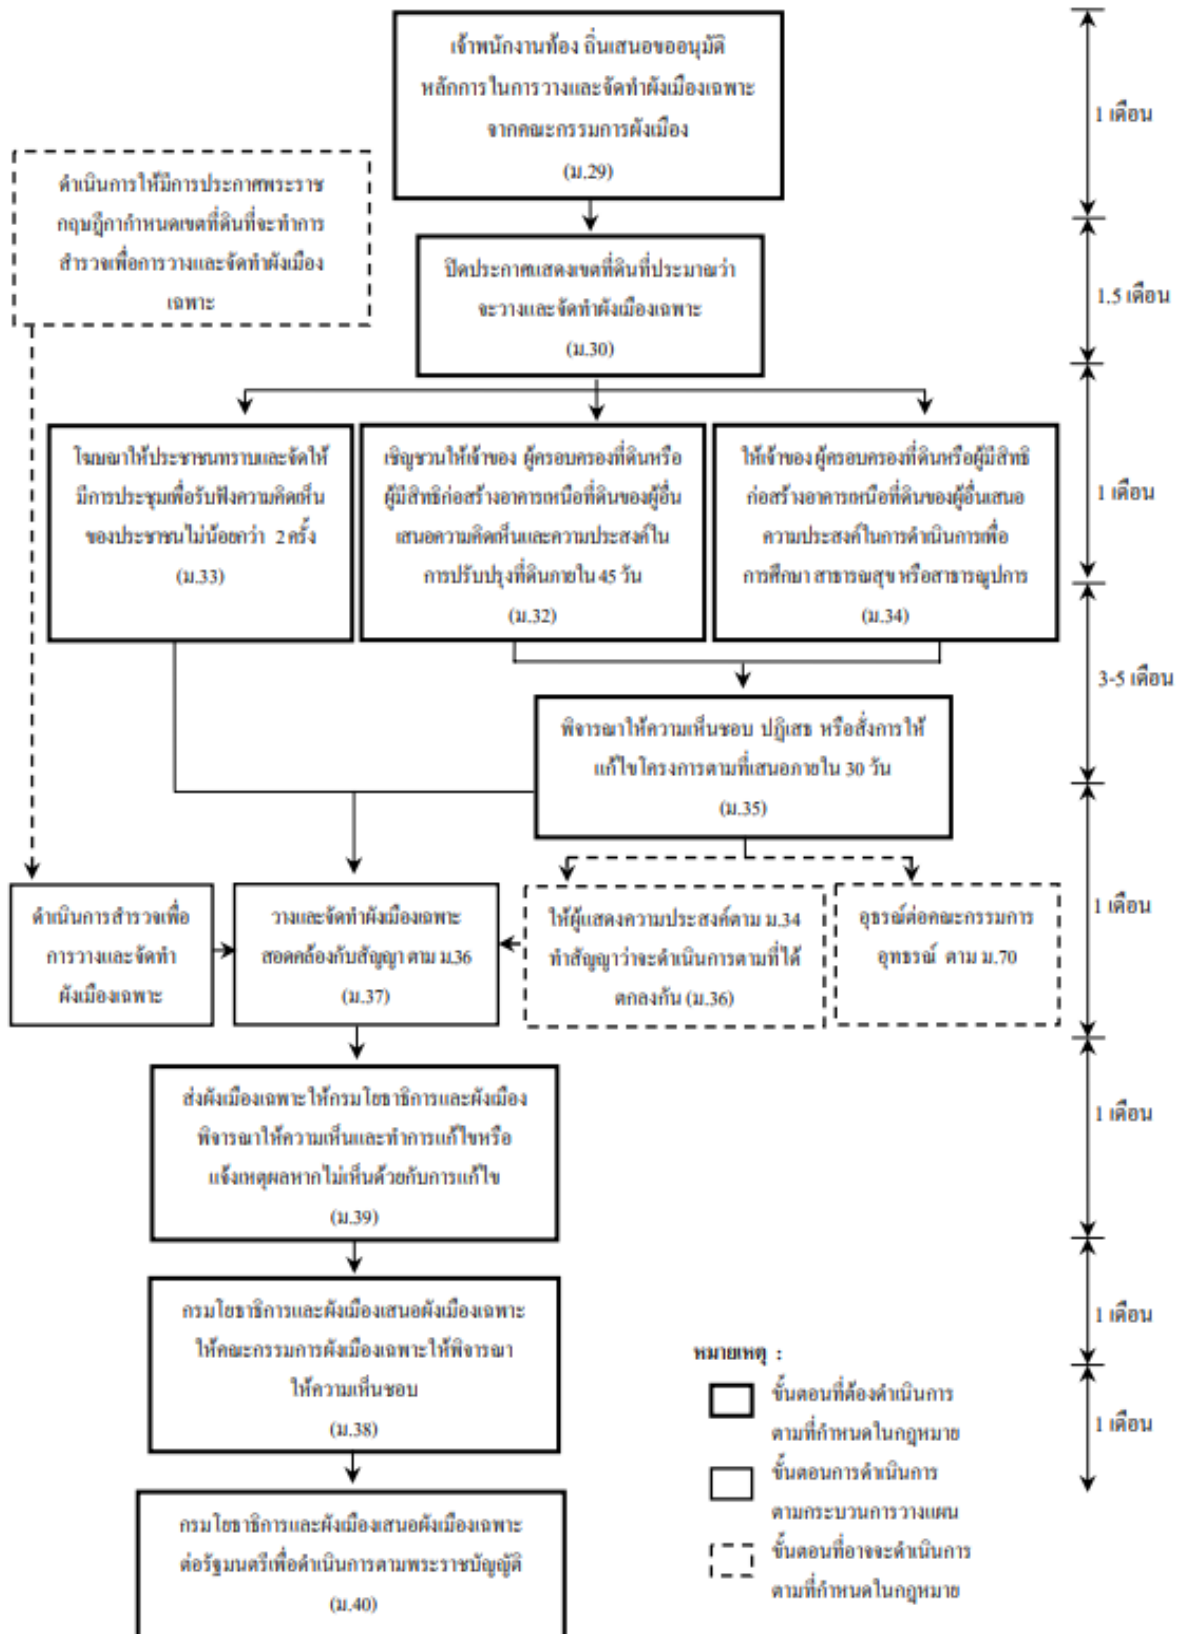 เจ้าพนักงานท้อง ถิ่นเสนอขออนุมัติ
หลักการในการวางและจัดทำผังเมืองเฉพาะ
จากคณะกรรมการผังเมือง
(ม.29)
1 เดือน
ดำเนินการให้มีการประกาศพระราช
กฤษฎีกากำหนดเขตที่ดินที่จะทำการ
สำรวจเพื่อการวางและจัดทำผังเมือง
เฉพาะ
ปิดประกาศแสดงเขตที่ดินที่ประมาณว่า
จะวางและจัดทำผังเมืองเฉพาะ
(ม.30)
1.5 เดือน
โฆษณาให้ประชาชนทราบและจัดให้
มีการประชุมเพื่อรับฟังความคิดเห็น
ของประชาชนไม่น้อยกว่า 2 ครั้ง
(ม.33)
เชิญชวนให้เจ้าของ ผู้ครอบครองที่ดินหรือ
ผู้มีสิทธิก่อสร้างอาคารเหนือที่ดินของผู้อื่น
เสนอความคิดเห็นและความประสงค์ใน
การปรับปรุงที่ดินภายใน 45 วัน
(ม.32)
ให้เจ้าของ ผู้ครอบครองที่ดินหรือผู้มีสิทธิ
ก่อสร้างอาคารเหนือที่ดินของผู้อื่นเสนอ
ความประสงค์ในการดำเนินการเพื่อ
การศึกษา สาธารณสุข หรือสาธารณูปการ
(ม.34)
1 เดือน
3-5 เดือน
พิจารณาให้ความเห็นชอบ ปฏิเสธ หรือสั่งการให้
แก้ไขโครงการตามที่เสนอภายใน 30 วัน
(ม.35)
ดำเนินการสำรวจเพื่อ
การวางและจัดทำ
ผังเมืองเฉพาะ
วางและจัดทำผังเมืองเฉพาะ
สอดคล้องกับสัญญา ตาม ม.36
(ม.37)
ให้ผู้แสดงความประสงค์ตาม ม.34
ทำสัญญาว่าจะดำเนินการตามที่ได้
ตกลงกัน (ม.36)
อุธรณ์ต่อคณะกรรมการ
อุทธรณ์ ตาม ม.70
1 เดือน
ส่งผังเมืองเฉพาะให้กรมโยธาธิการและผังเมือง
พิจารณาให้ความเห็นและทำการแก้ไขหรือ
แจ้งเหตุผลหากไม่เห็นด้วยกับการแก้ไข
(ม.39)
1 เดือน
กรมโยธาธิการและผังเมืองเสนอผังเมืองเฉพาะ
ให้คณะกรรมการผังเมืองเฉพาะให้พิจารณา
ให้ความเห็นชอบ
(ม.38)
1 เดือน
กรมโยธาธิการและผังเมืองเสนอผังเมืองเฉพาะ
ต่อรัฐมนตรีเพื่อดำเนินการตามพระราชบัญญัติ
(ม.40)
1 เดือน
หมายเหตุ :
ขั้นตอนที่ต้องดำเนินการ
ตามที่กำหนดในกฎหมาย
ขั้นตอนการดำเนินการ
ตามกระบวนการวางแผน
ขั้นตอนที่อาจจะดำเนินการ
ตามที่กำหนดในกฎหมาย